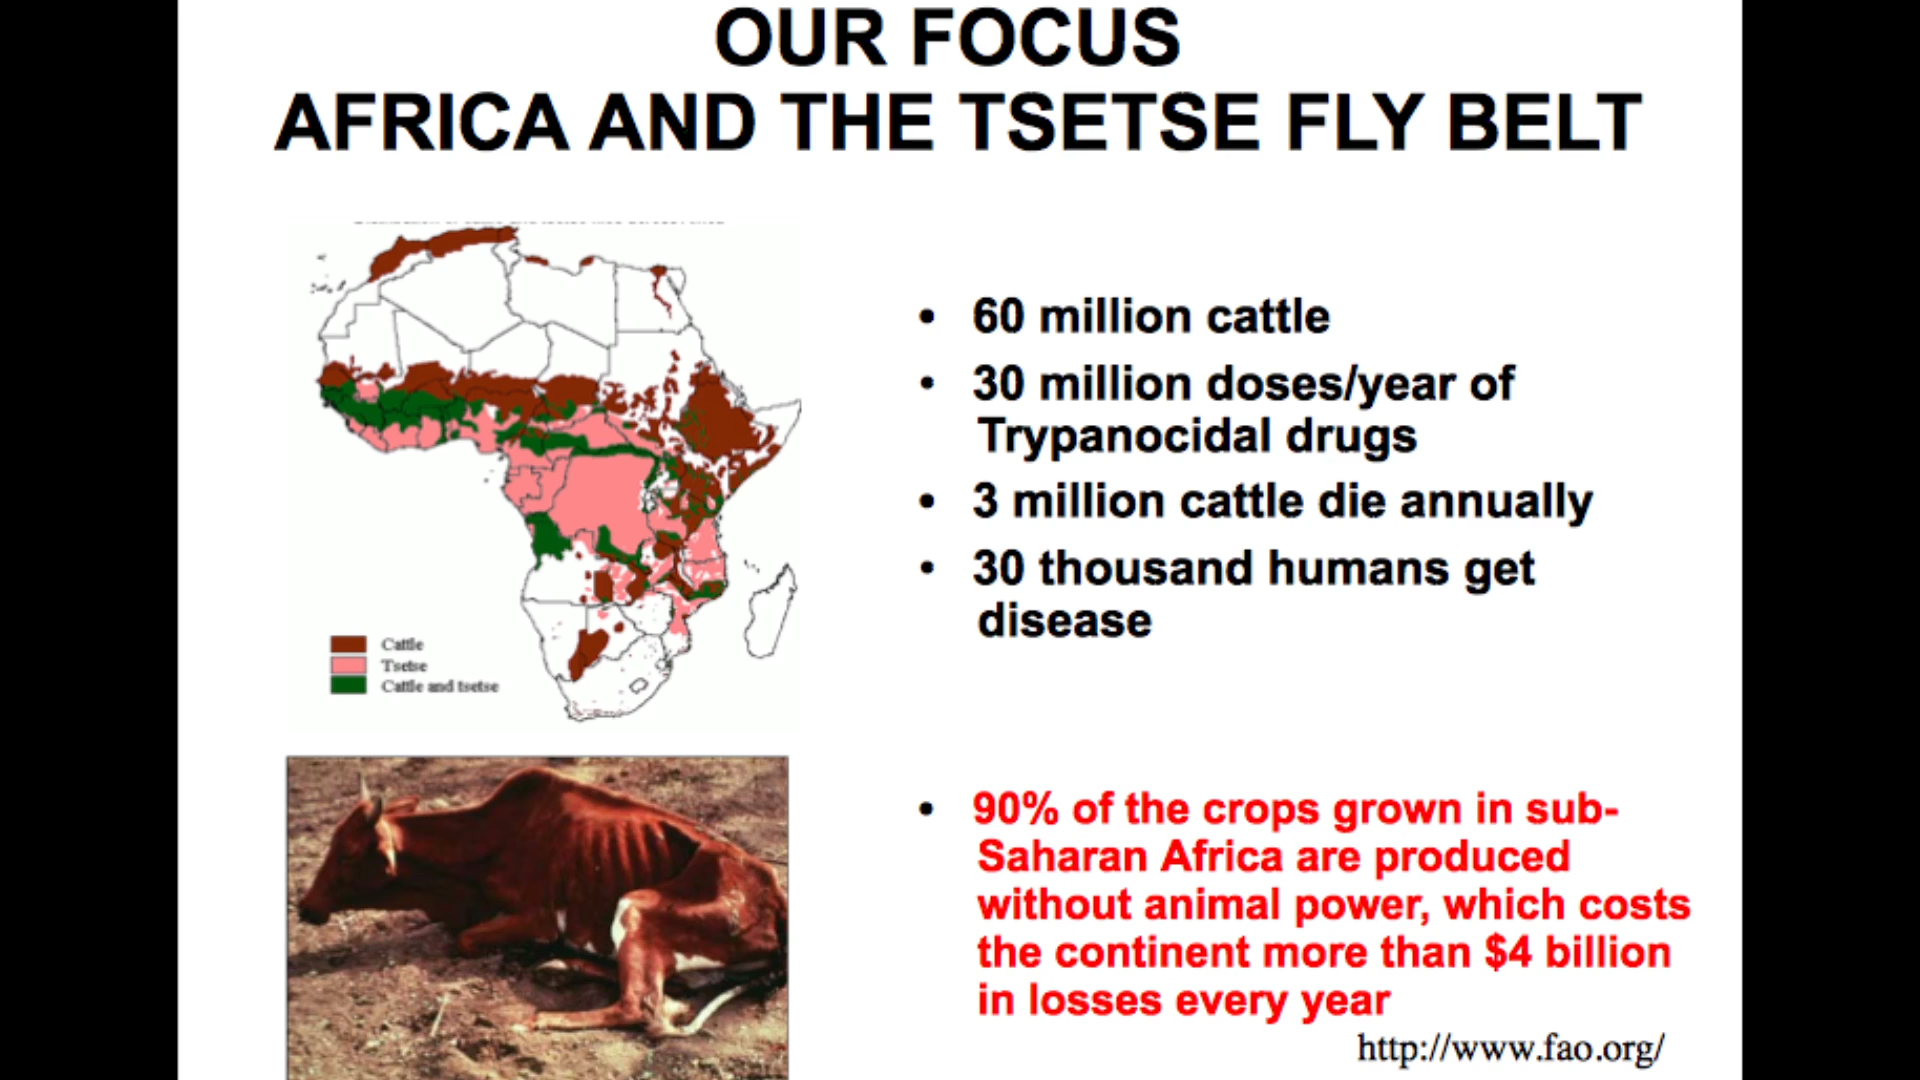 OUR FOCUS
AFRICA AND THE TSETSE FLY BELT
• 60 million cattle
• 30 million doses/year of
Trypanocidal drugs
• 3 million cattle die annually
• 30 thousand humans get
disease
Cattle
Tsetse
Cattle and tsetse
• 90% of the crops grown in sub-
Saharan Africa are produced
without animal power, which costs
the continent more than $4 billion
in losses every year
http://www.fao.org/